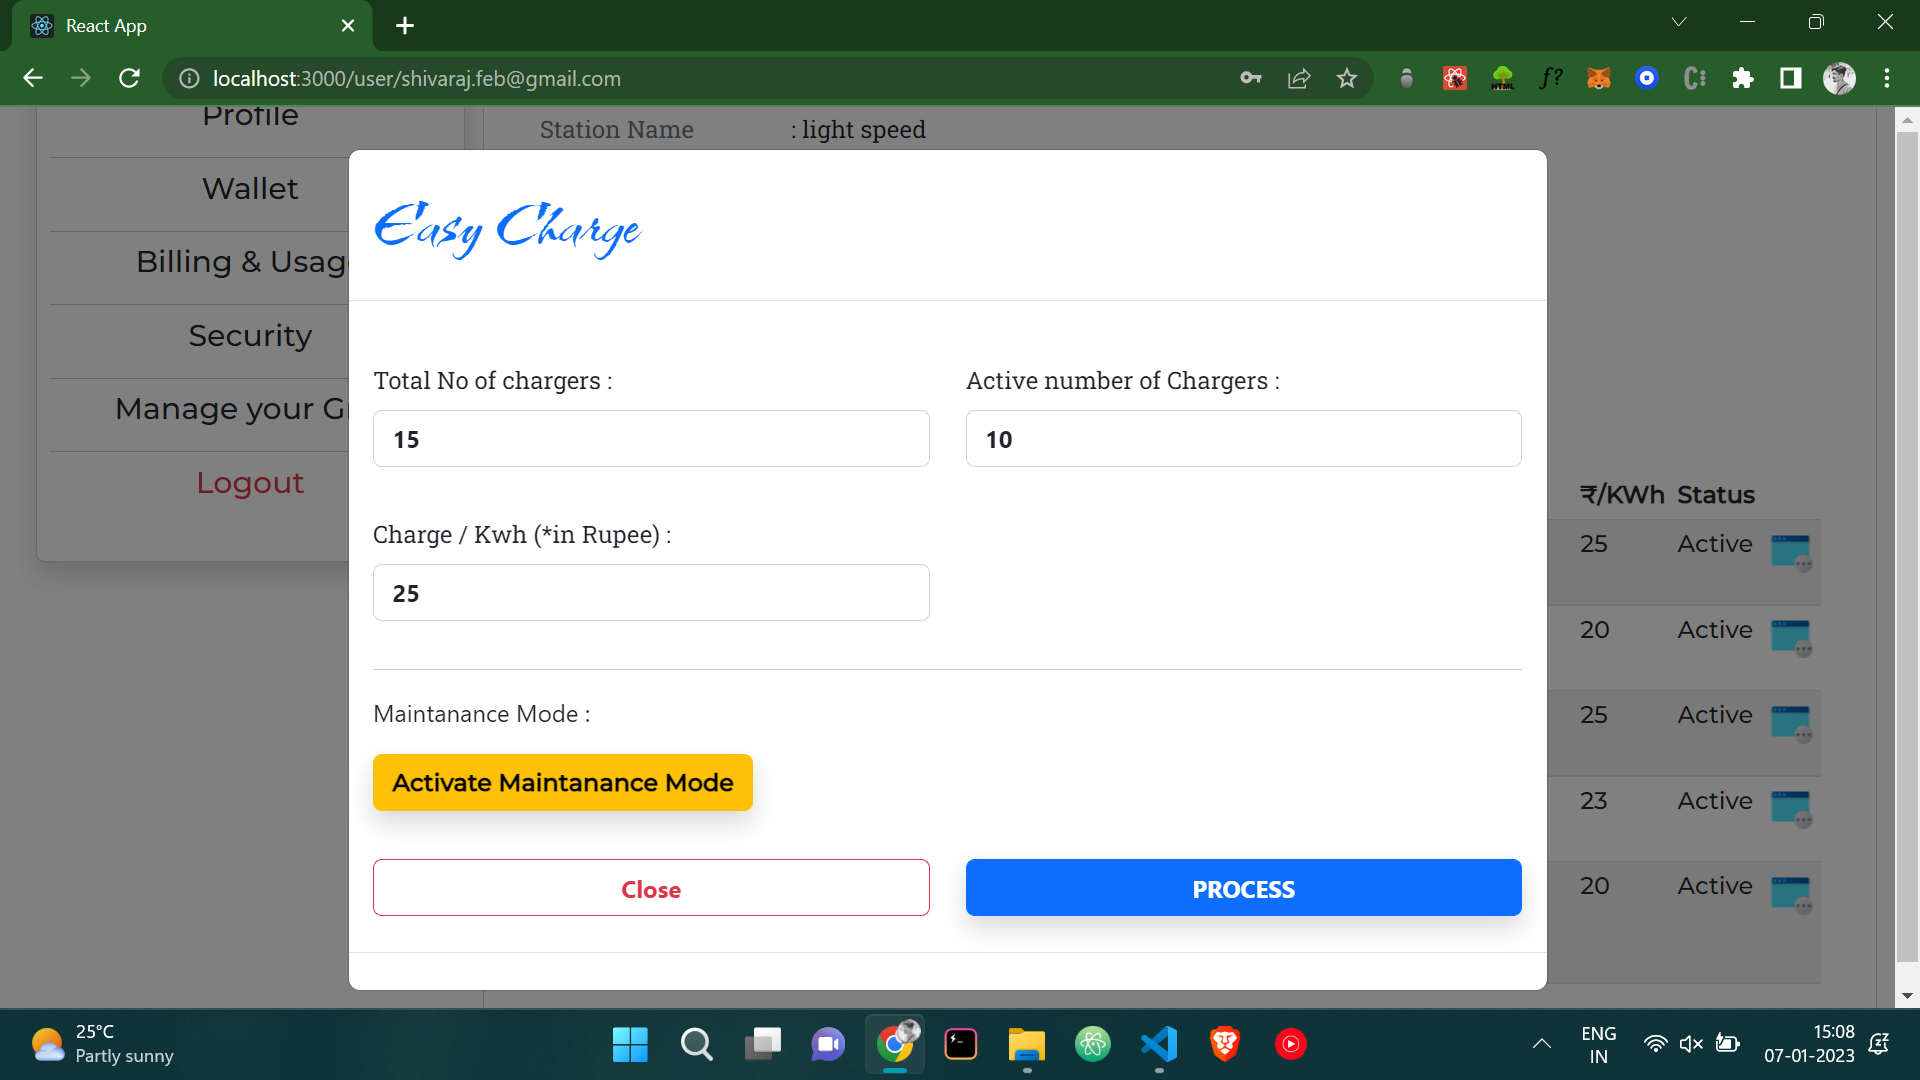 React App
localhost:3000/user/shivaraj.feb@gmail.com
HTML
f?
Profile
Wallet
Billing & Usag
Security
Manage your G
Logout
Station Name : light speed
Easy Charge
Total No of chargers :
15
Active number of Chargers :
10
Charge / Kwh (*in Rupee) :
25
Maintanance Mode :
Activate Maintanance Mode
Close
PROCESS
₹/KWh Status
25 Active
20 Active
25 Active
23 Active
20 Active
25°C
Partly sunny
ENG
IN
15:08
07-01-2023